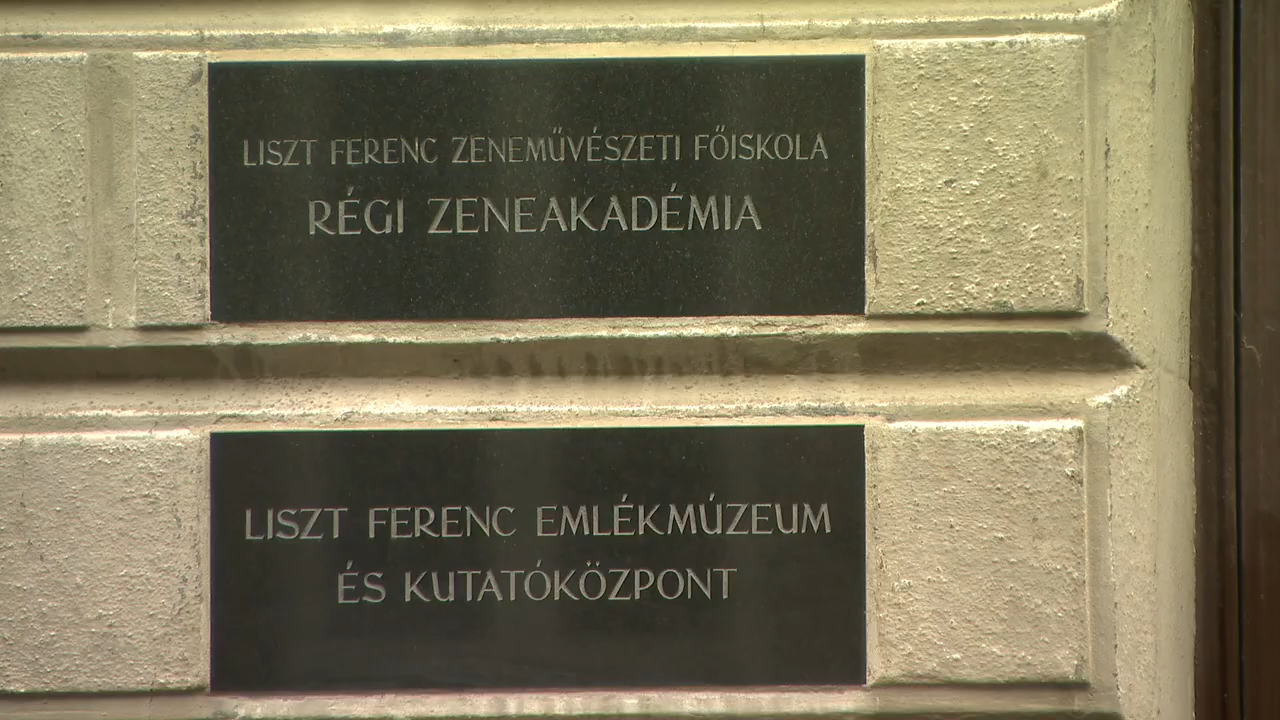 LISZT FERENC ZENEMŰVÉSZETI FŐISKOLA
RÉGI ZENEAKADÉMIA
LISZT FERENC EMLÉKMÚZEUM
ÉS KUTATÓKÖZPONT